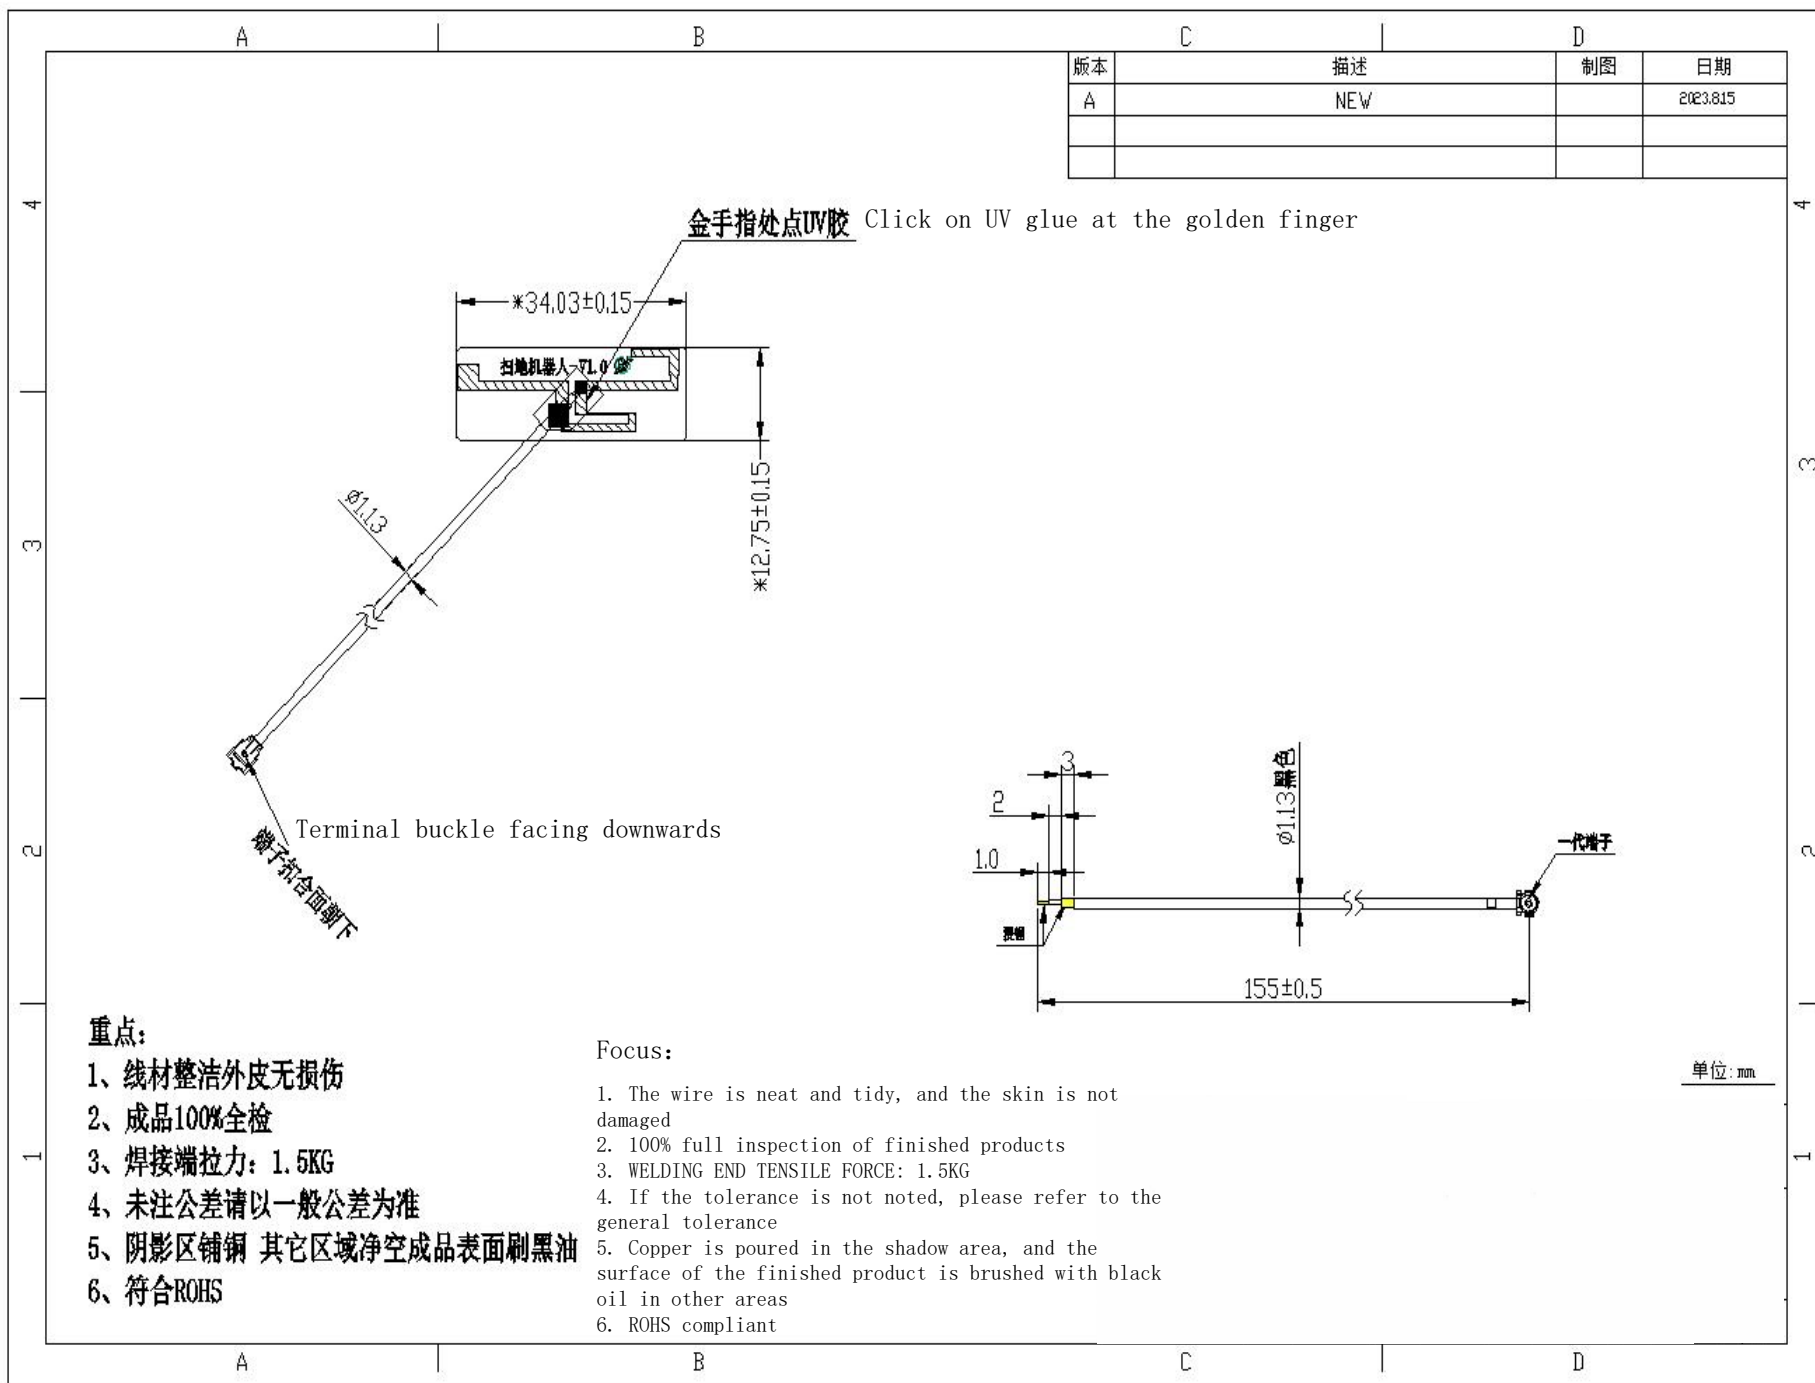 A B C D
版本 描述 制图 日期
A NEW 2023.8.15
4 4
金手指处点UV胶 Click on UV glue at the golden finger
*34.03±0.15
扫地机器人-V1.0
*12.75±0.15
3
ø1.13
3
3
ø1.13黑色
2
Terminal buckle facing downwards
端子扣合面朝下
一代端子
2 2
1.0
155±0.5
重点:
1、线材整洁外皮无损伤
2、成品100%全检
3、焊接端拉力: 1.5KG
4、未注公差请以一般公差为准
5、阴影区铺铜 其它区域净空成品表面刷黑油
6、符合ROHS
Focus:
1. The wire is neat and tidy, and the skin is not
damaged
2. 100% full inspection of finished products
3. WELDING END TENSILE FORCE: 1.5KG
4. If the tolerance is not noted, please refer to the
general tolerance
5. Copper is poured in the shadow area, and the
surface of the finished product is brushed with black
oil in other areas
6. ROHS compliant
单位: mm
1 1
A B C D